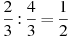 2/3 : 4/3 = 1/2